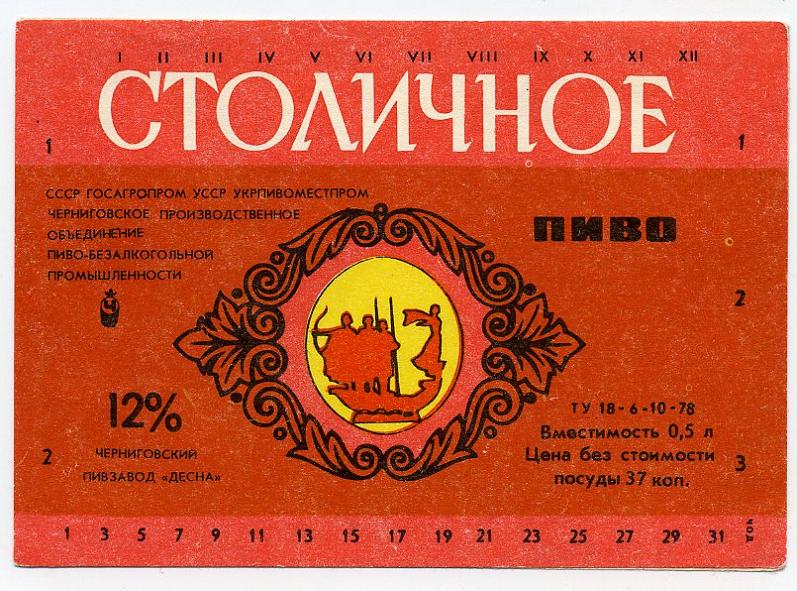 I II III IV V VI VII VIII IX X XI XII
СТОЛИЧНОЕ
1 1
СССР ГОСАГРОПРОМ УССР УКРПИВОМЕСТПРОМ
ЧЕРНИГОВСКОЕ ПРОИЗВОДСТВЕННОЕ
ОБЪЕДИНЕНИЕ
ПИВО-БЕЗАЛКОГОЛЬНОЙ
ПРОМЫШЛЕННОСТИ
ПИВО
2
12%
ЧЕРНИГОВСКИЙ
ПИВЗАВОД «ДЕСНА»
2
ТУ 18-6-10-78
Вместимость 0,5 л
Цена без стоимости
посуды 37 коп.
3
1 3 5 7 9 11 13 15 17 19 21 23 25 27 29 31